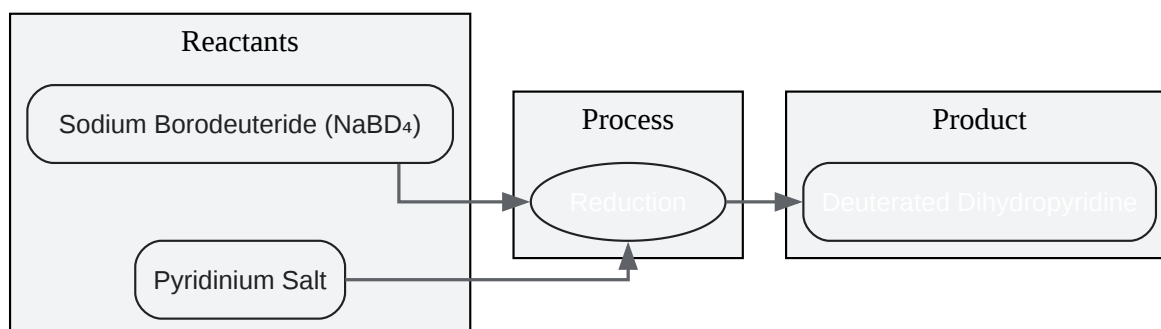 Reactants
Sodium Borodeuteride (NaBD₄)
Pyridinium Salt
Process
Reduction
Product
Deuterated Dihydropyridine